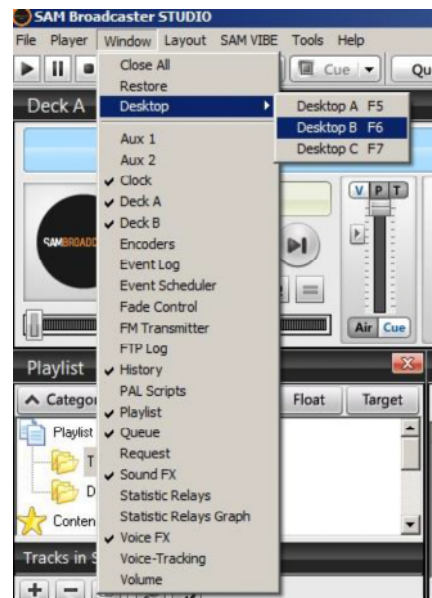 SAM Broadcaster STUDIO
File Player Window Layout SAM VIBE Tools Help
Close All
Restore
Desktop
Desktop A F5
Desktop B F6
Desktop C F7
Aux 1
Aux 2
Clock
Deck A
Deck B
Encoders
Event Log
Event Scheduler
Fade Control
FM Transmitter
FTP Log
History
PAL Scripts
Playlist
Queue
Request
Sound FX
Statistic Relays
Statistic Relays Graph
Voice FX
Voice-Tracking
Volume
Cue
Qu
Deck A
V P T
SAMBROADC
Air Cue
Playlist
Catego
Float Target
Playlist
T
D
Conten
Tracks in S